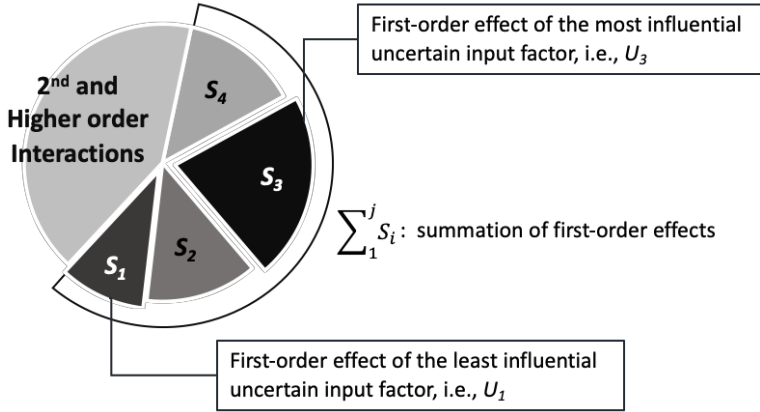 First-order effect of the most influential
uncertain input factor, i.e., U₃
2ⁿᵈ and
Higher order
Interactions
S₄
S₃
S₂
S₁
∑₁ʲ Sᵢ : summation of first-order effects
First-order effect of the least influential
uncertain input factor, i.e., U₁